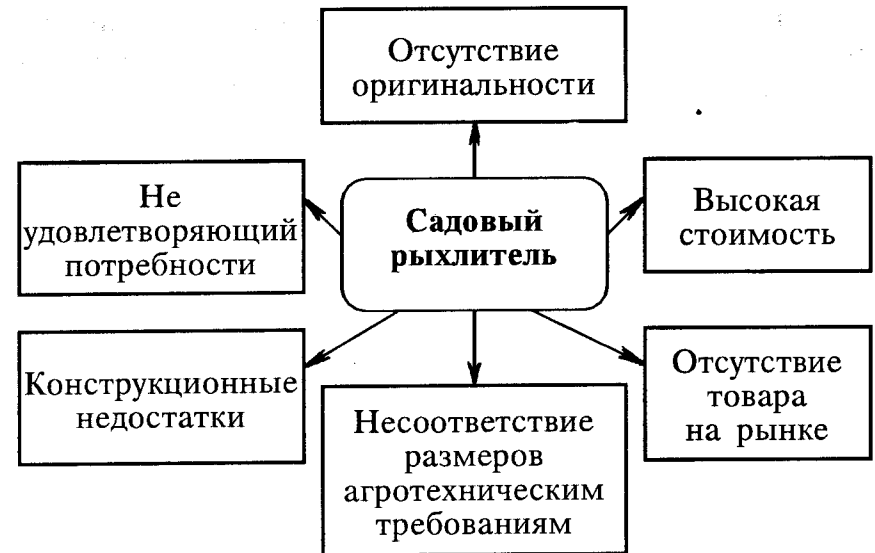 Отсутствие
оригинальности
Не
удовлетворяющий
потребности
Садовый
рыхлитель
Высокая
стоимость
Конструкционные
недостатки
Несоответствие
размеров
агротехническим
требованиям
Отсутствие
товара
на рынке